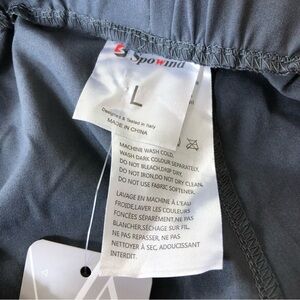 Spowind
L
Designed & Tested in Italy
MADE IN CHINA
MACHINE WASH COLD,
WASH DARK COLOUR SEPARATELY,
DO NOT BLEACH,DRIP DRY,
DO NOT IRON,DO NOT DRY CLEAN,
DO NOT USE FABRIC SOFTENER.
LAVAGE EN MACHINE À L'EAU
FROIDE,LAVER LES COULEURS
FONCÉES SÉPARÉMENT,NE PAS
BLANCHIR,SÉCHAGE SUR FIL.
NE PAS REPASSER, NE PAS
NETTOYER À SEC, ADOUCISSANT
INTERDIT.